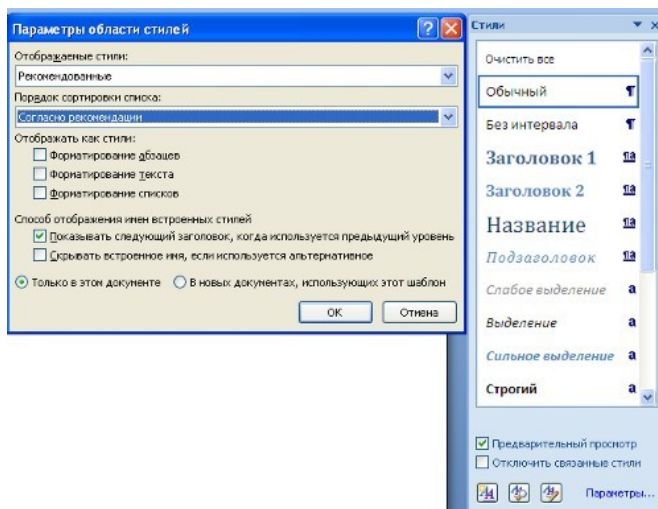 Параметры области стилей
Отображаемые стили:
Рекомендованные
Порядок сортировки списка:
Согласно рекомендации
Отображать как стили:
Форматирование абзацев
Форматирование текста
Форматирование списков
Способ отображения имен встроенных стилей
Показывать следующий заголовок, когда используется предыдущий уровень
Скрывать встроенное имя, если используется альтернативное
Только в этом документе В новых документах, использующих этот шаблон
ОК Отмена
Стили
Очистить все
Обычный ¶
Без интервала ¶
Заголовок 1 ¶a
Заголовок 2 ¶a
Название ¶a
Подзаголовок ¶a
Слабое выделение a
Выделение a
Сильное выделение a
Строгий a
Предварительный просмотр
Отключить связанные стили
Параметры...